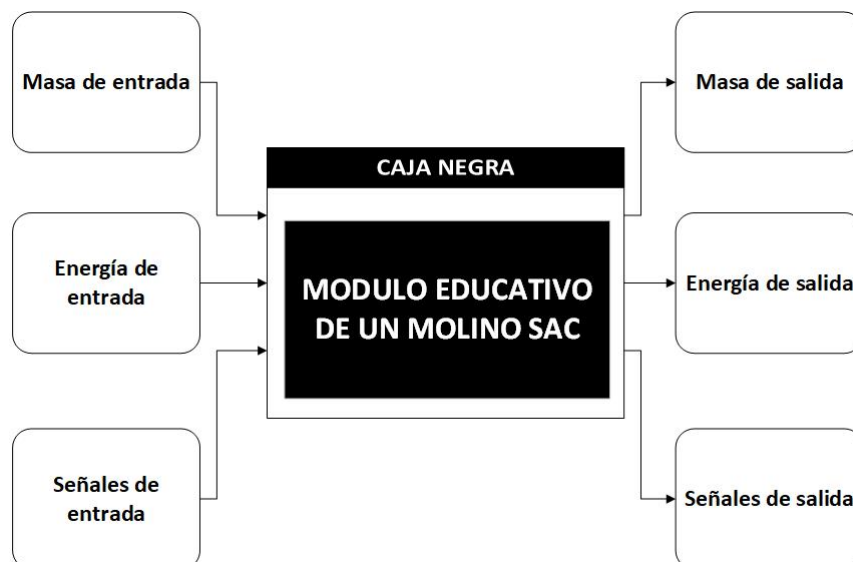 Masa de entrada
Masa de salida
CAJA NEGRA
Energía de
entrada
MODULO EDUCATIVO
DE UN MOLINO SAC
Energía de salida
Señales de
entrada
Señales de salida